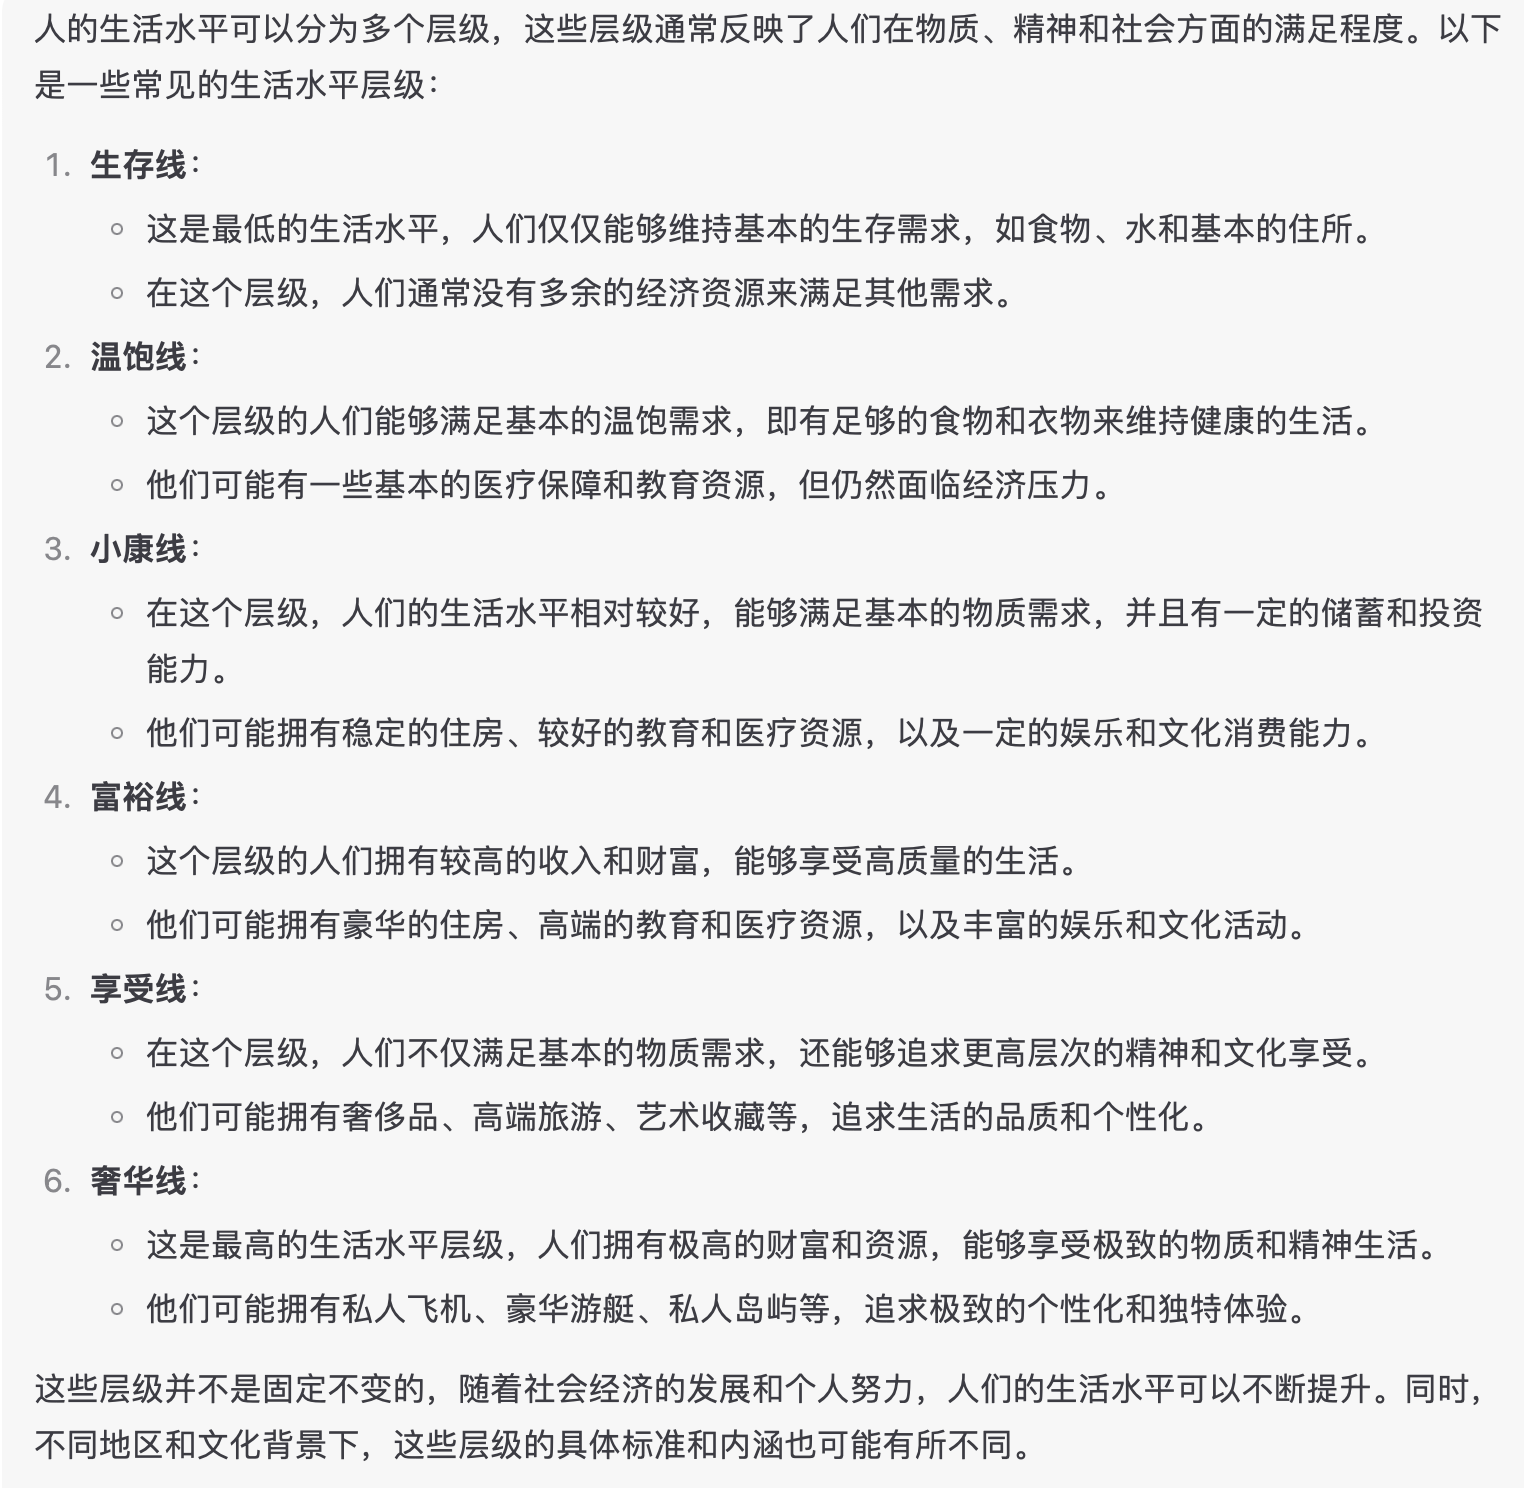 人的生活水平可以分为多个层级，这些层级通常反映了人们在物质、精神和社会方面的满足程度。以下
是一些常见的生活水平层级：
1. 生存线：
这是最低的生活水平，人们仅仅能够维持基本的生存需求，如食物、水和基本的住所。
在这个层级，人们通常没有多余的经济资源来满足其他需求。
2. 温饱线：
这个层级的人们能够满足基本的温饱需求，即有足够的食物和衣物来维持健康的生活。
他们可能有一些基本的医疗保障和教育资源，但仍然面临经济压力。
3. 小康线：
在这个层级，人们的生活水平相对较好，能够满足基本的物质需求，并且有一定的储蓄和投资
能力。
他们可能拥有稳定的住房、较好的教育和医疗资源，以及一定的娱乐和文化消费能力。
4. 富裕线：
这个层级的人们拥有较高的收入和财富，能够享受高质量的生活。
他们可能拥有豪华的住房、高端的教育和医疗资源，以及丰富的娱乐和文化活动。
5. 享受线：
在这个层级，人们不仅满足基本的物质需求，还能够追求更高层次的精神和文化享受。
他们可能拥有奢侈品、高端旅游、艺术收藏等，追求生活的品质和个性化。
6. 奢华线：
这是最高的生活水平层级，人们拥有极高的财富和资源，能够享受极致的物质和精神生活。
他们可能拥有私人飞机、豪华游艇、私人岛屿等，追求极致的个性化和独特体验。
这些层级并不是固定不变的，随着社会经济的发展和个人努力，人们的生活水平可以不断提升。同时，
不同地区和文化背景下，这些层级的具体标准和内涵也可能有所不同。